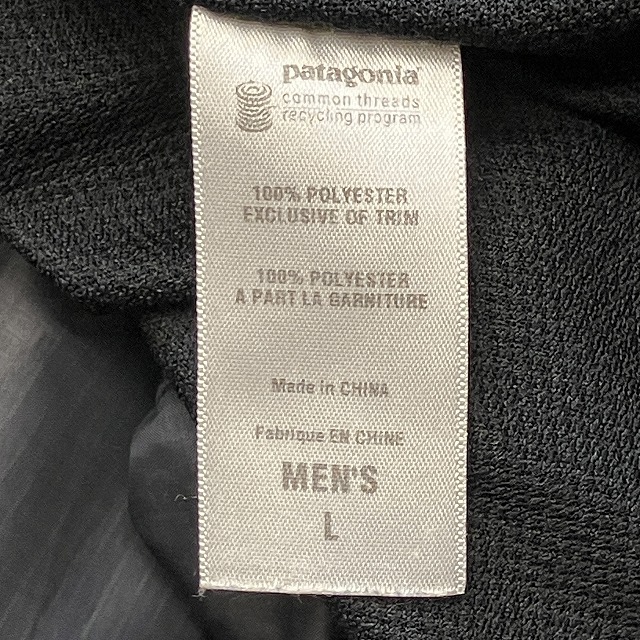 patagonia
common threads
recycling program
100% POLYESTER
EXCLUSIVE OF TRIM
100% POLYESTER
A PART LA GARNITURE
Made in CHINA
Fabriqué EN CHINE
MEN'S
L